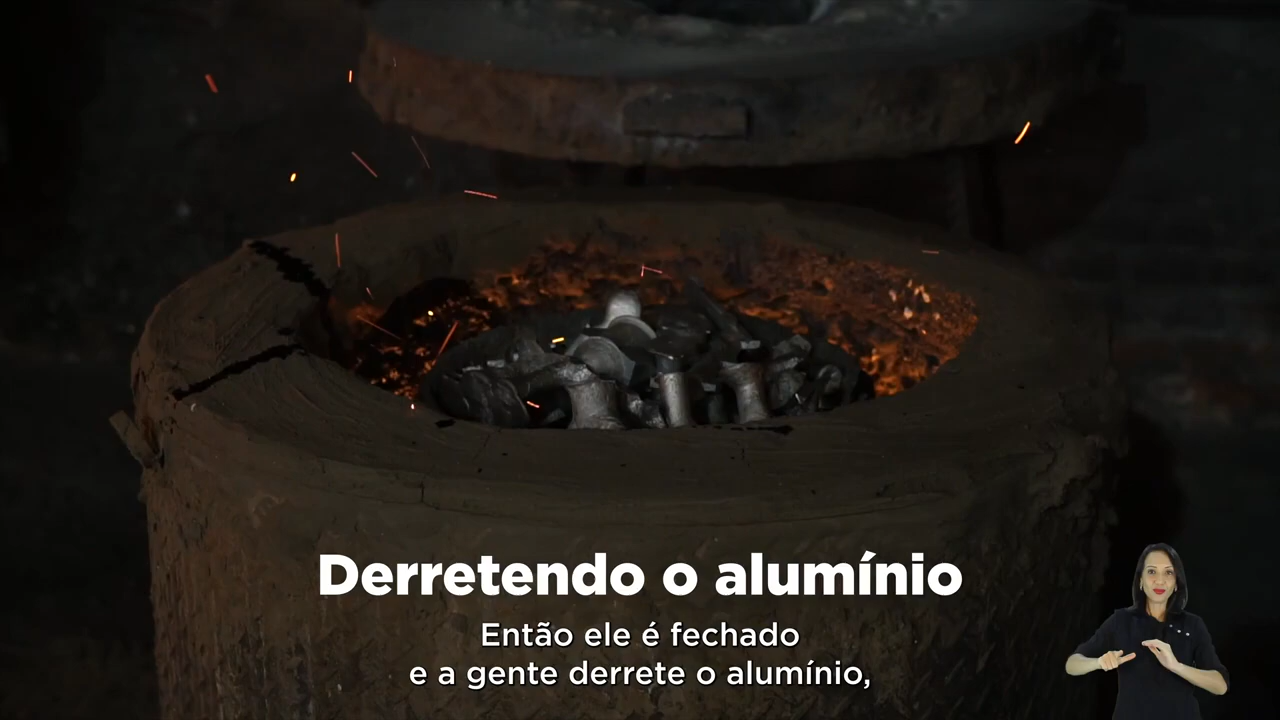 Derretendo o alumínio
Então ele é fechado
e a gente derrete o alumínio,